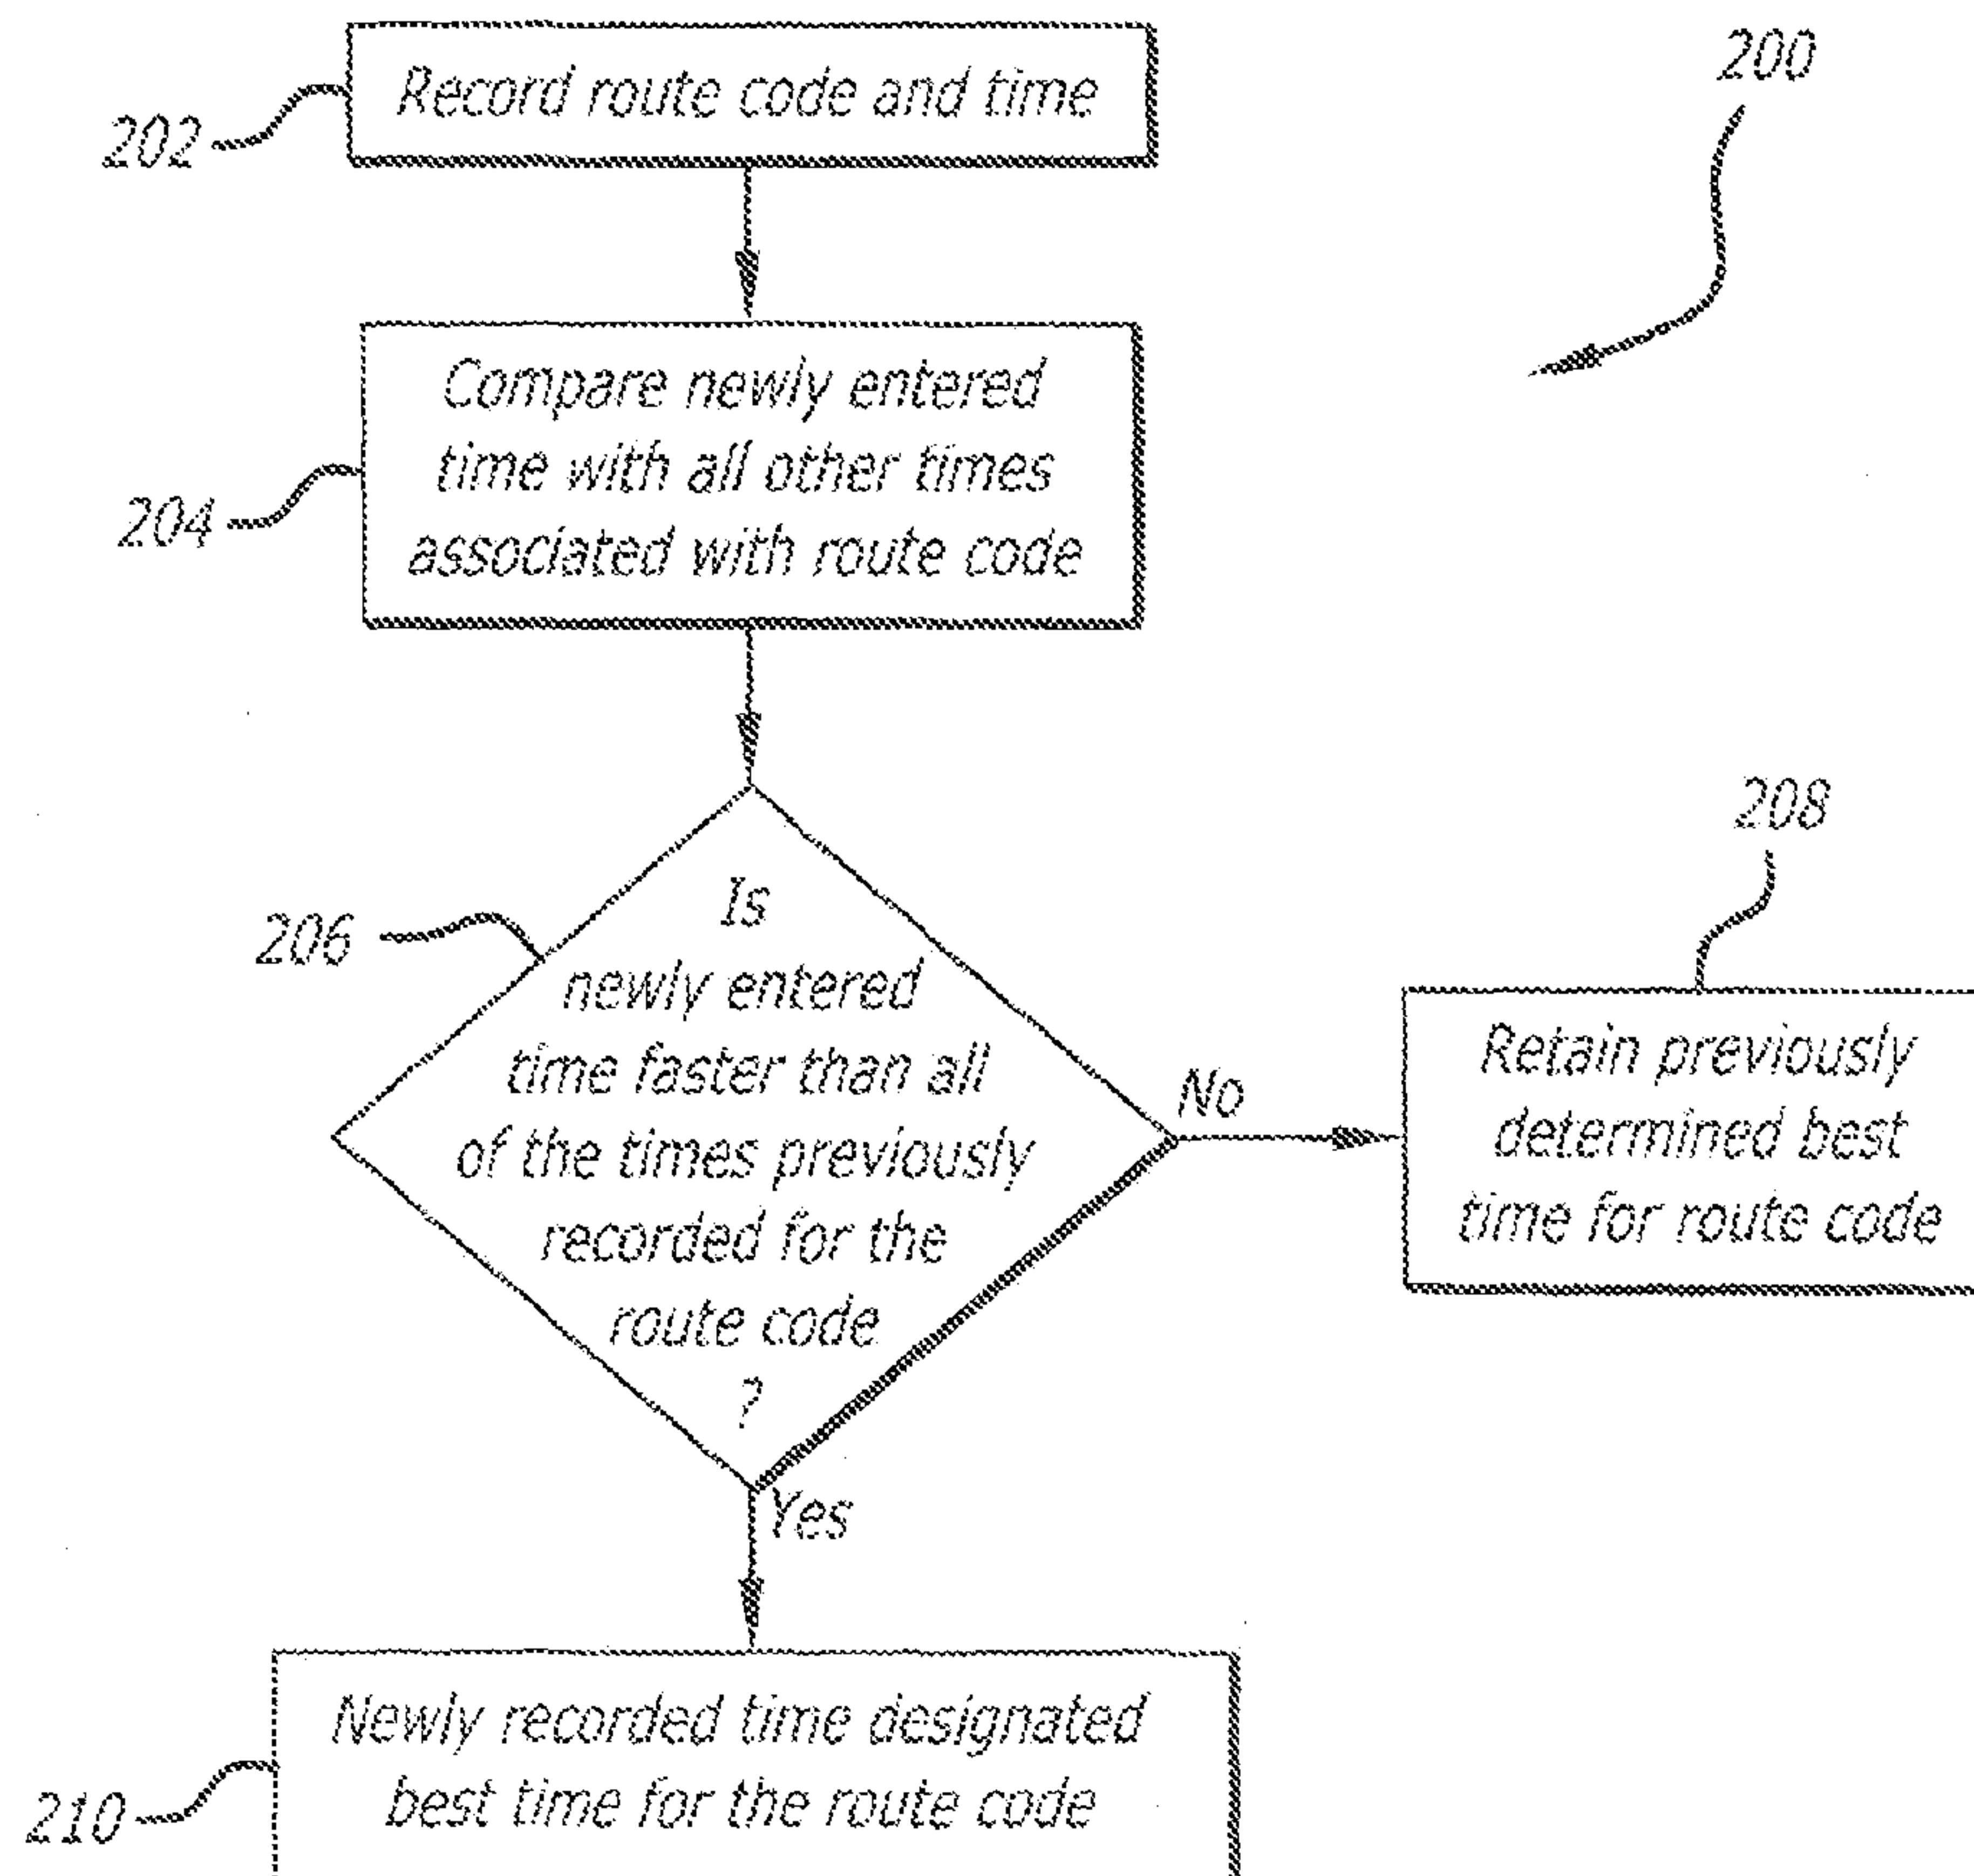 200
202
Record route code and time
204
Compare newly entered
time with all other times
associated with route code
206
Is
newly entered
time faster than all
of the times previously
recorded for the
route code
?
No
208
Retain previously
determined best
time for route code
Yes
210
Newly recorded time designated
best time for the route code